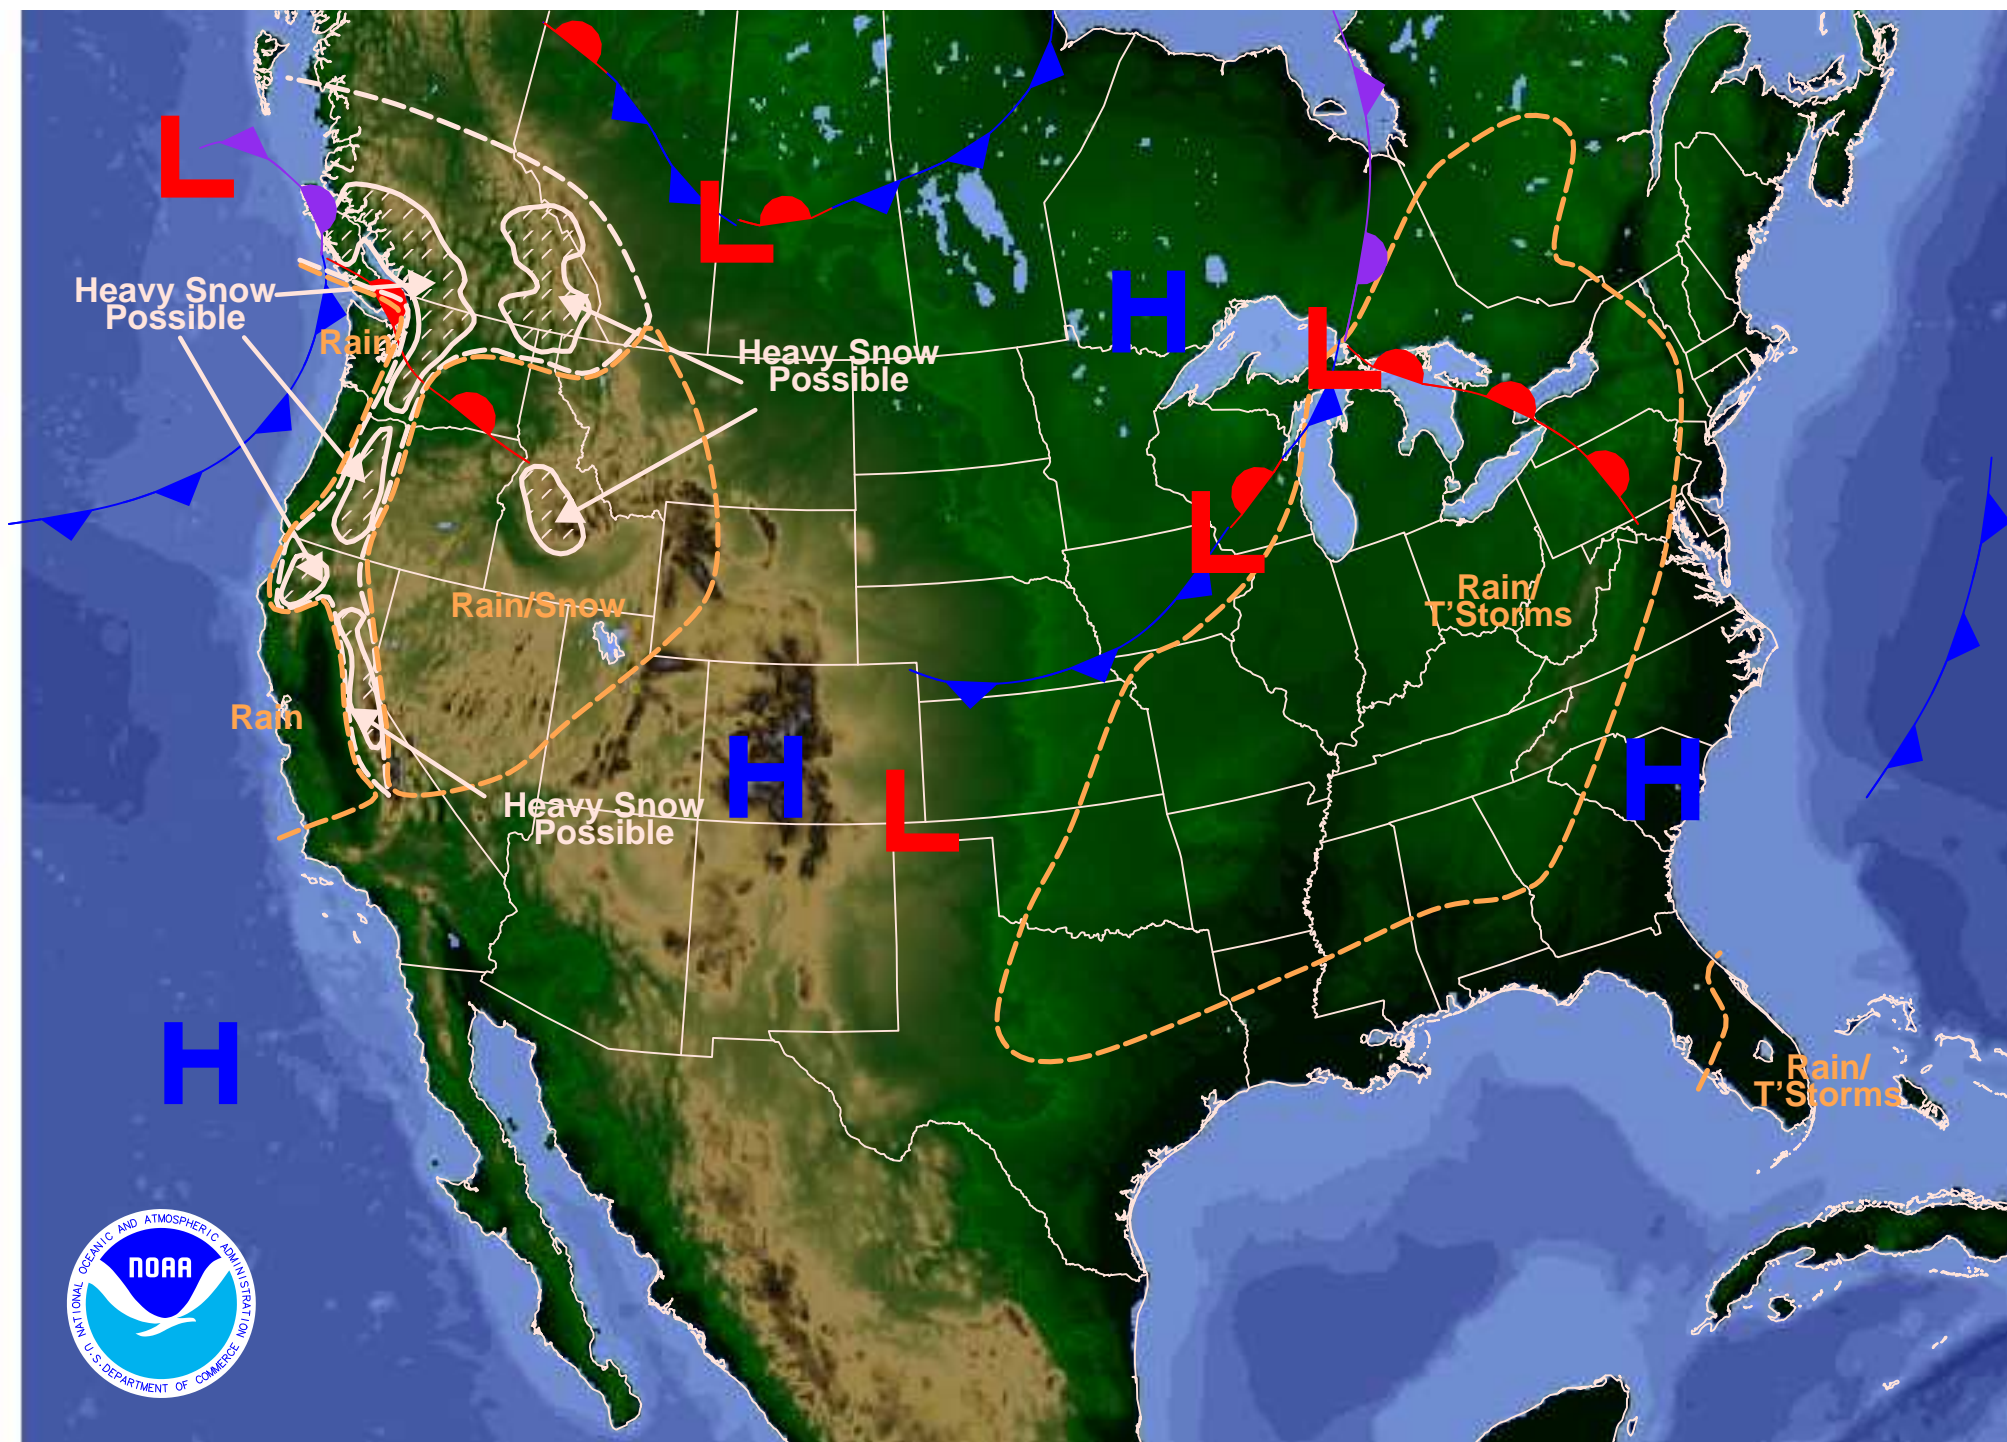 L
L
H
L
Heavy Snow
Possible
Rain
Heavy Snow
Possible
L
Rain/
T'Storms
Rain/Snow
Rain
H
H
L
Heavy Snow
Possible
H
Rain/
T'Storms
NATIONAL OCEANIC AND ATMOSPHERIC ADMINISTRATION
NOAA
U.S. DEPARTMENT OF COMMERCE